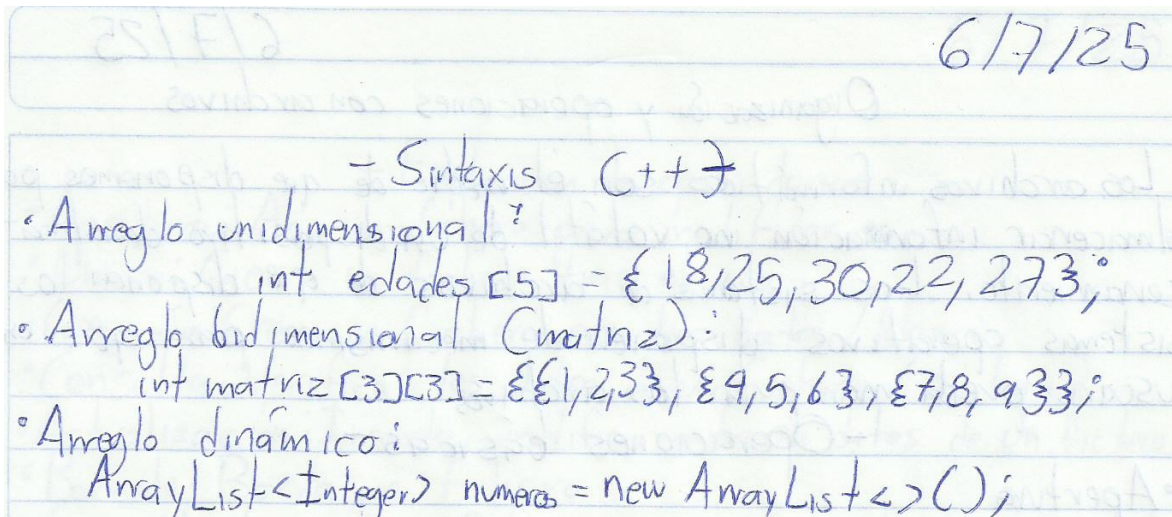 6/7/25
- Sintaxis C++ -
• Arreglo unidimensional:
int edades [5] = {18,25,30,22,27};
• Arreglo bidimensional (matriz):
int matriz [3][3] = {{1,2,3}, {4,5,6}, {7,8,9}};
• Arreglo dinámico:
ArrayList<Integer> numeros = new ArrayList<>();